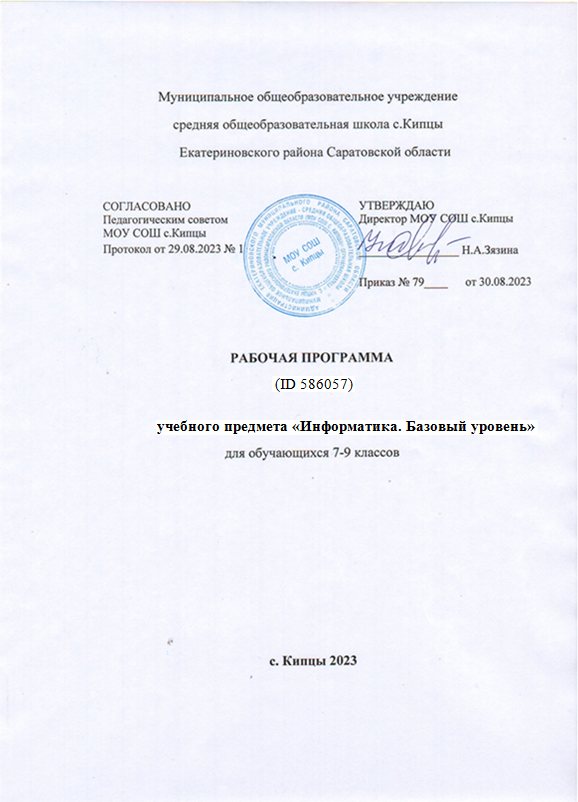 Муниципальное общеобразовательное учреждение
средняя общеобразовательная школа с.Кипцы
Екатериновского района Саратовской области
СОГЛАСОВАНО
Педагогическим советом
МОУ СОШ с.Кипцы
Протокол от 29.08.2023 № 1
МОУ СОШ
с. Кипцы
УТВЕРЖДАЮ
Директор МОУ СОШ с.Кипцы
Н.А.Зязина
Приказ № 79____ от 30.08.2023
РАБОЧАЯ ПРОГРАММА
(ID 586057)
учебного предмета «Информатика. Базовый уровень»
для обучающихся 7-9 классов
с. Кипцы 2023